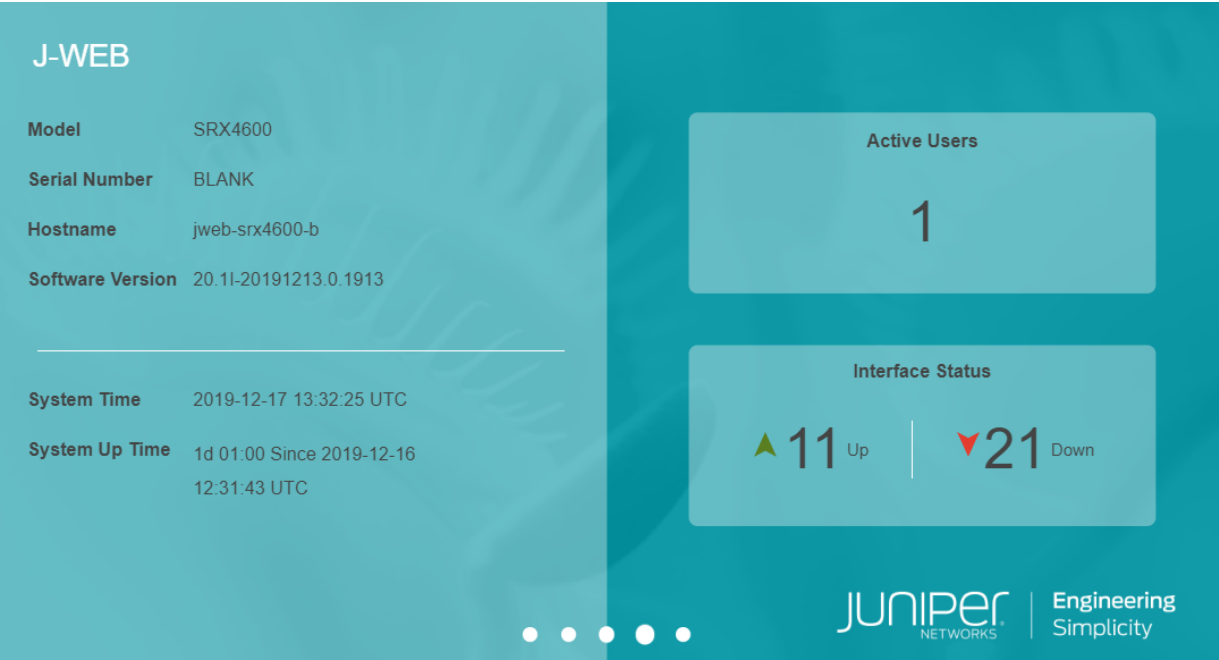 J-WEB
Model SRX4600
Serial Number BLANK
Hostname jweb-srx4600-b
Software Version 20.1I-20191213.0.1913
System Time 2019-12-17 13:32:25 UTC
System Up Time 1d 01:00 Since 2019-12-16
12:31:43 UTC
Active Users
1
Interface Status
11 Up 21 Down
JUNIPER
NETWORKS
Engineering
Simplicity